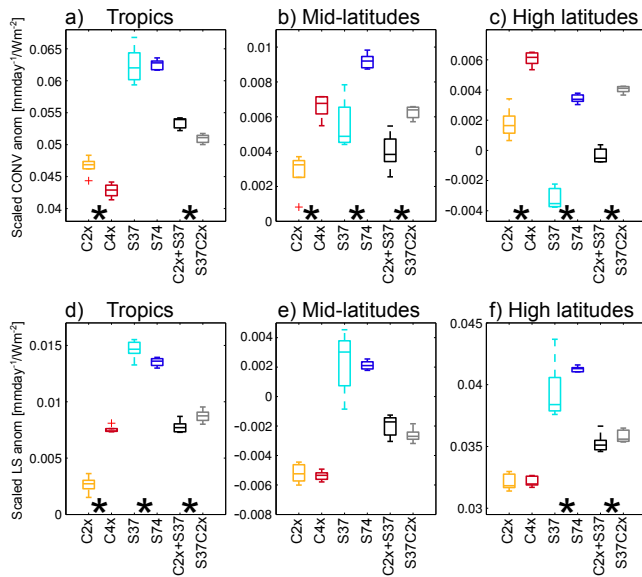 a) Tropics
b) Mid-latitudes
c) High latitudes
Scaled CONV anom [mmday⁻¹/Wm⁻²]
0.065
0.06
0.055
0.05
0.045
0.04
* *
C2x C4x S37 S74 C2x+S37 S37C2x
0.01
0.008
0.006
0.004
0.002
0
* * *
C2x C4x S37 S74 C2x+S37 S37C2x
0.006
0.002
0
−0.002
−0.004
* * *
C2x C4x S37 S74 C2x+S37 S37C2x
d) Tropics
e) Mid-latitudes
f) High latitudes
Scaled LS anom [mmday⁻¹/Wm⁻²]
0.015
0.01
0.005
0
* * *
C2x C4x S37 S74 C2x+S37 S37C2x
0.004
0.002
0
−0.002
−0.004
−0.006
−0.008
C2x C4x S37 S74 C2x+S37 S37C2x
0.045
0.04
0.035
0.03
* *
C2x C4x S37 S74 C2x+S37 S37C2x